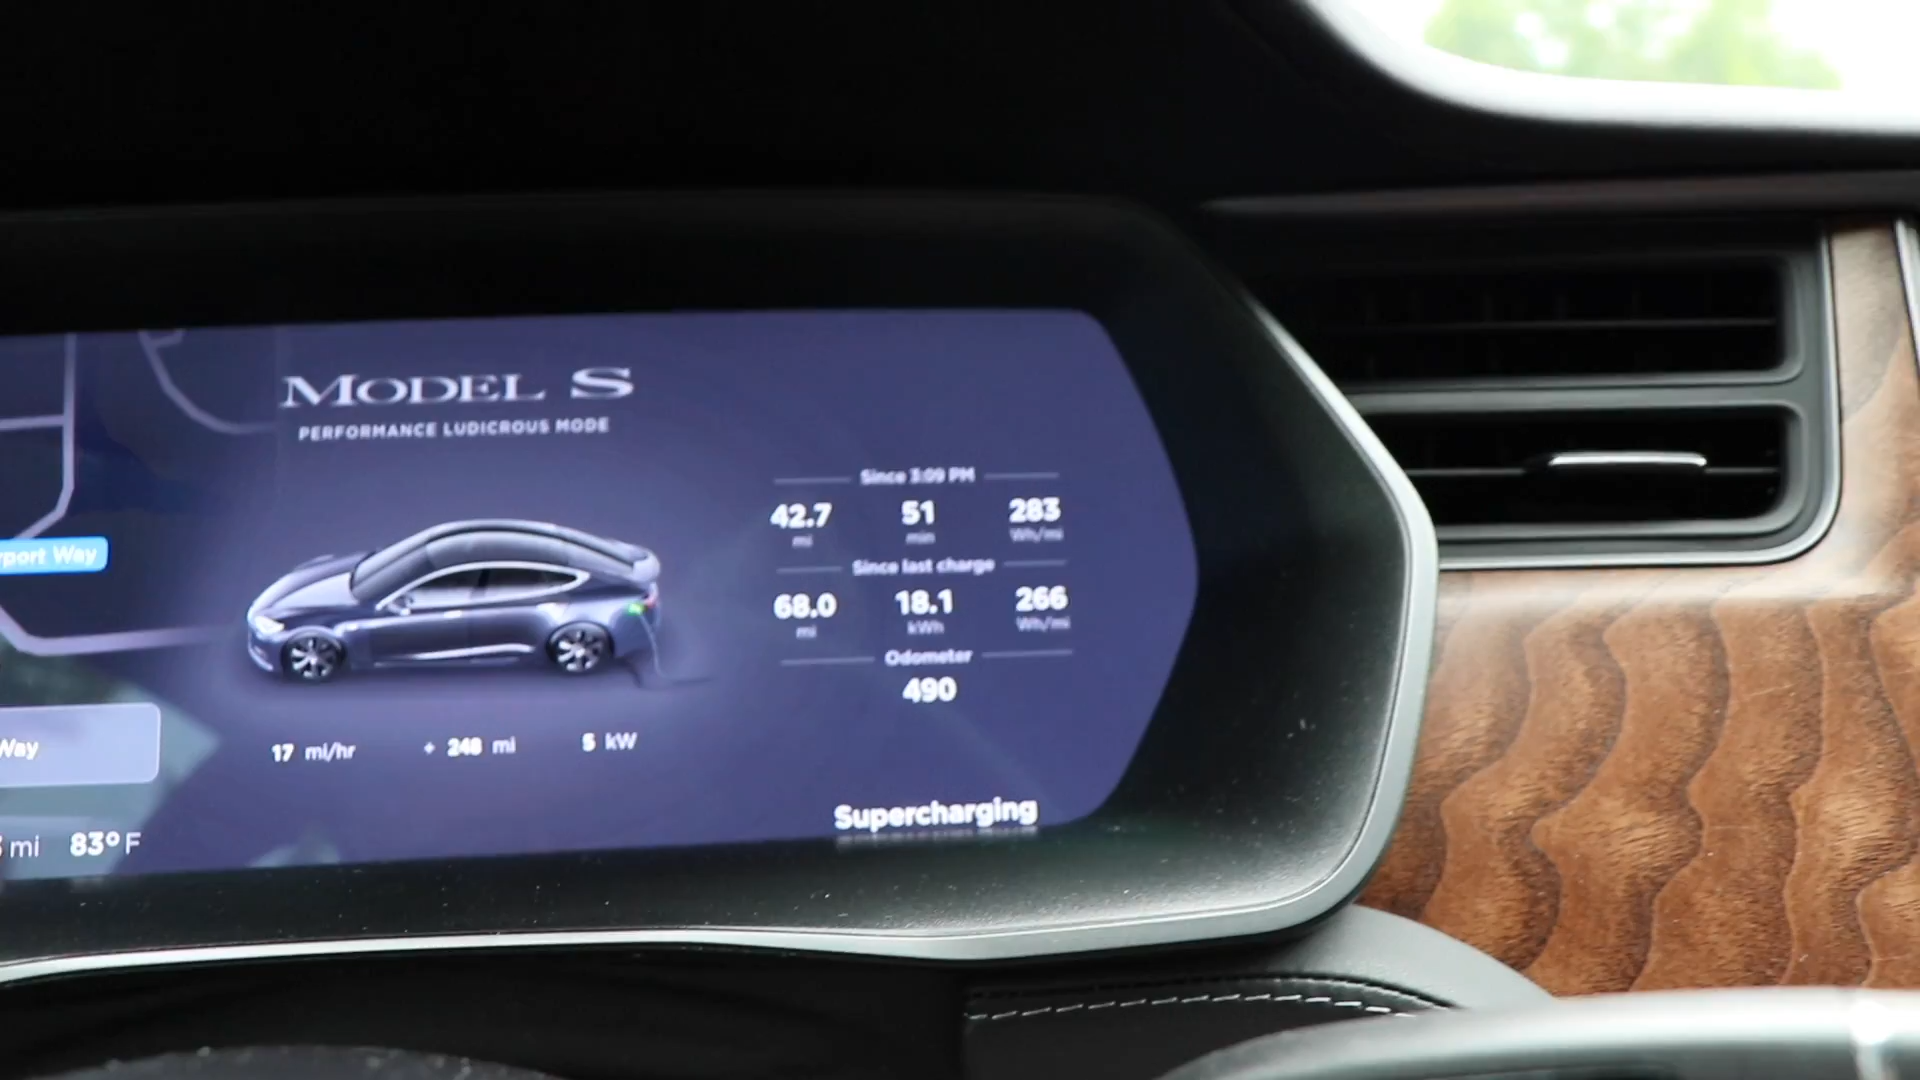 MODEL S
PERFORMANCE LUDICROUS MODE
Since 3:09 PM
42.7 51 283
mi min Wh/mi
Since last charge
68.0 18.1 266
mi kWh Wh/mi
Odometer
490
Way
Way
17 mi/hr + 248 mi 5 kW
Supercharging
mi 83°F